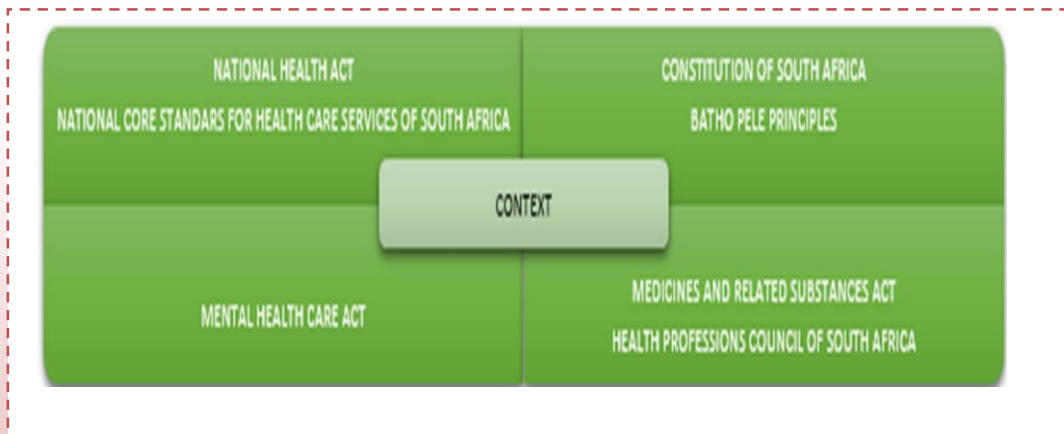 NATIONAL HEALTH ACT
NATIONAL CORE STANDARS FOR HEALTH CARE SERVICES OF SOUTH AFRICA
CONSTITUTION OF SOUTH AFRICA
BATHO PELE PRINCIPLES
CONTEXT
MENTAL HEALTH CARE ACT
MEDICINES AND RELATED SUBSTANCES ACT
HEALTH PROFESSIONS COUNCIL OF SOUTH AFRICA